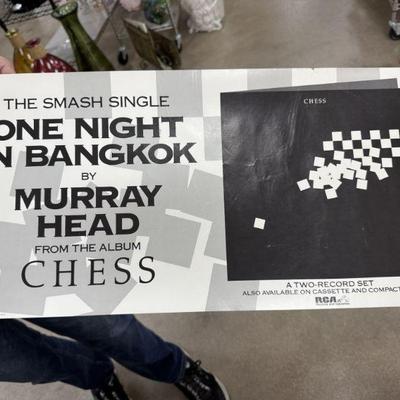 THE SMASH SINGLE
ONE NIGHT
IN BANGKOK
BY
MURRAY
HEAD
FROM THE ALBUM
CHESS
CHESS
A TWO-RECORD SET
ALSO AVAILABLE ON CASSETTE AND COMPACT
RCA